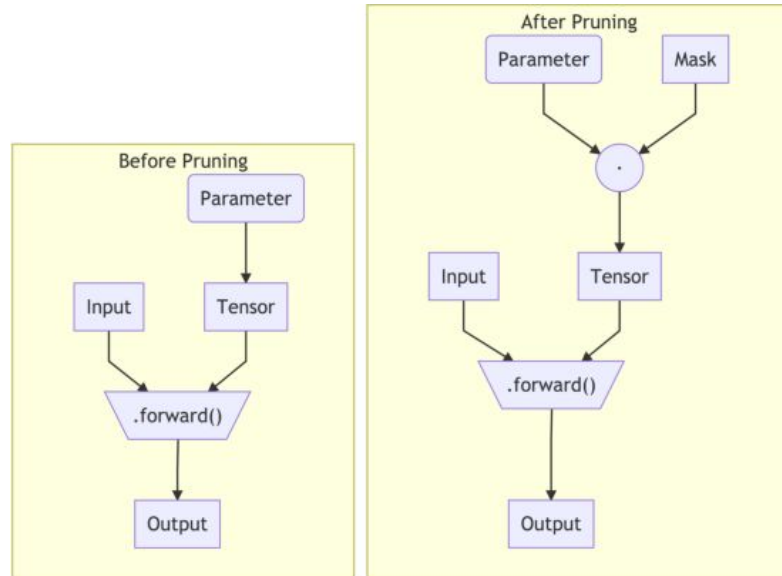 Before Pruning
Parameter
Input
Tensor
.forward()
Output
After Pruning
Parameter
Mask
.
Input
Tensor
.forward()
Output